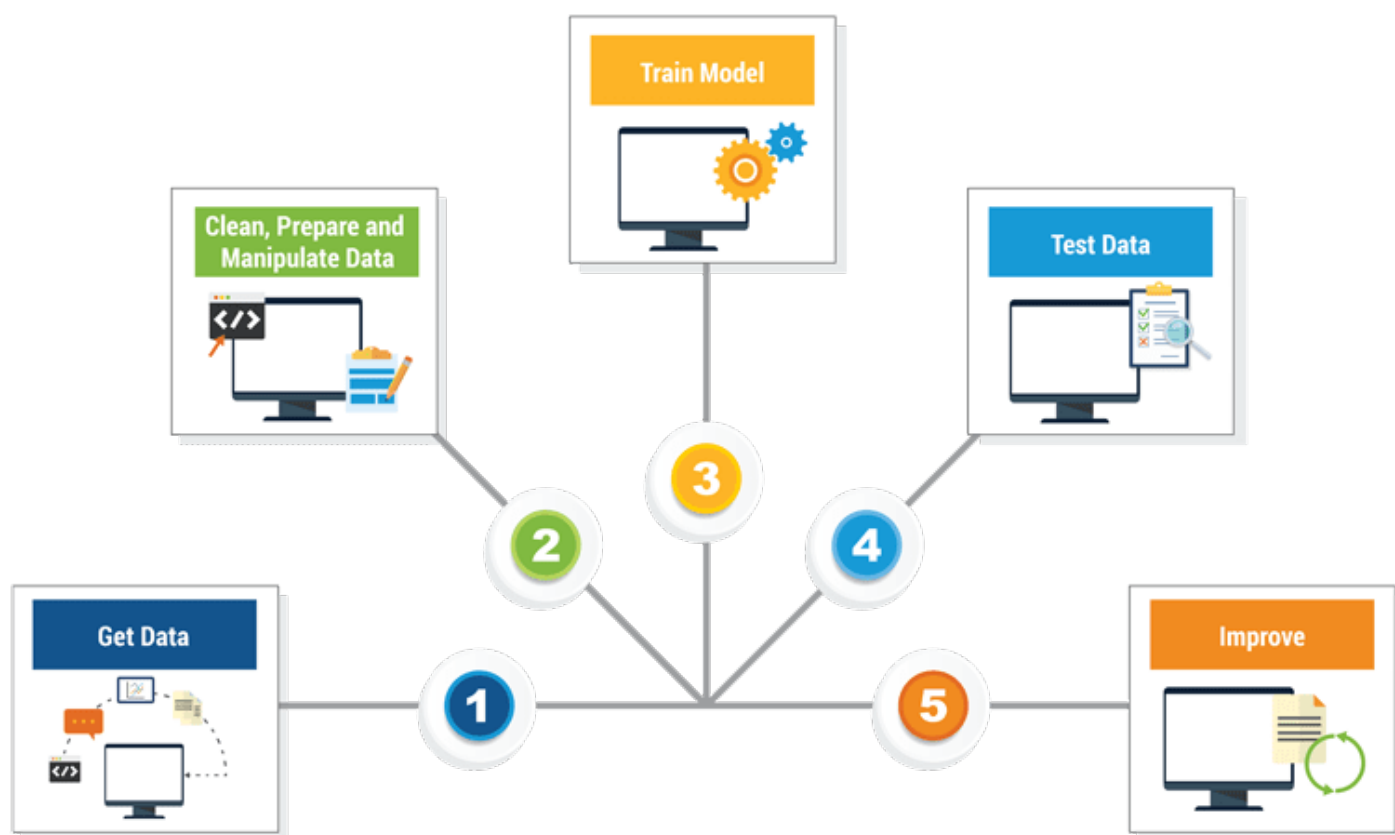 Train Model
Clean, Prepare and
Manipulate Data
</>
Test Data
3
2
4
Get Data
</>
1
5
Improve